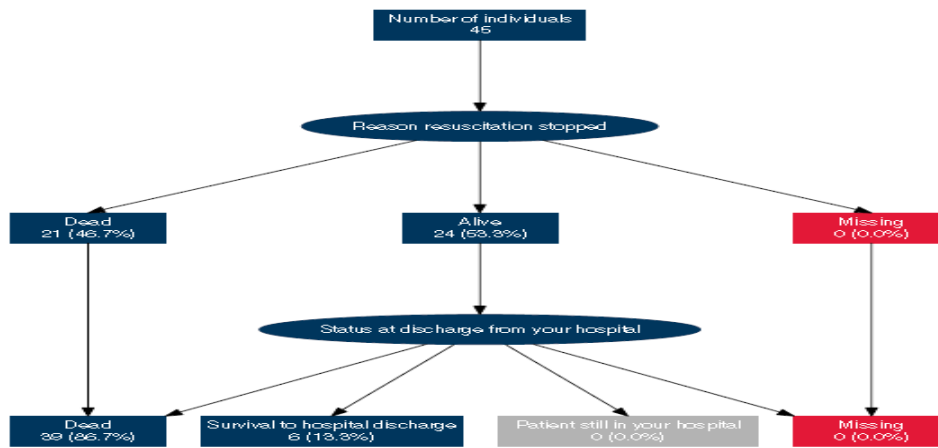 Number of individuals
45
Reason resuscitation stopped
Dead
21 (46.7%)
Alive
24 (53.3%)
Missing
0 (0.0%)
Status at discharge from your hospital
Dead
39 (86.7%)
Survival to hospital discharge
6 (13.3%)
Patient still in your hospital
0 (0.0%)
Missing
0 (0.0%)